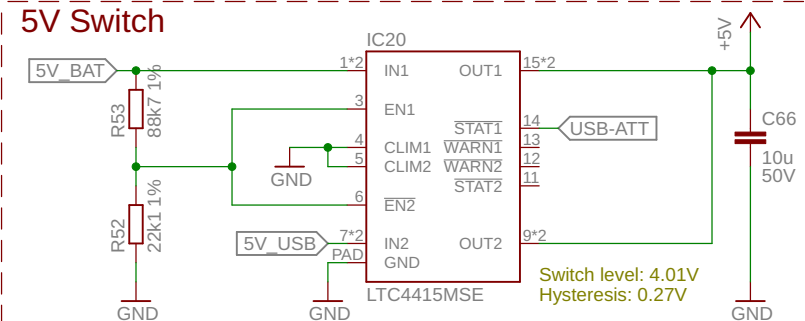 5V Switch
IC20
+5V
5V_BAT
1*2
IN1
OUT1
15*2
R53
88k7 1%
3
EN1
STAT1
14
USB-ATT
C66
10u
50V
4
CLIM1
WARN1
13
5
CLIM2
WARN2
12
GND
STAT2
11
6
EN2
R52
22k1 1%
5V_USB
7*2
IN2
OUT2
9*2
PAD
GND
LTC4415MSE
Switch level: 4.01V
Hysteresis: 0.27V
GND
GND
GND